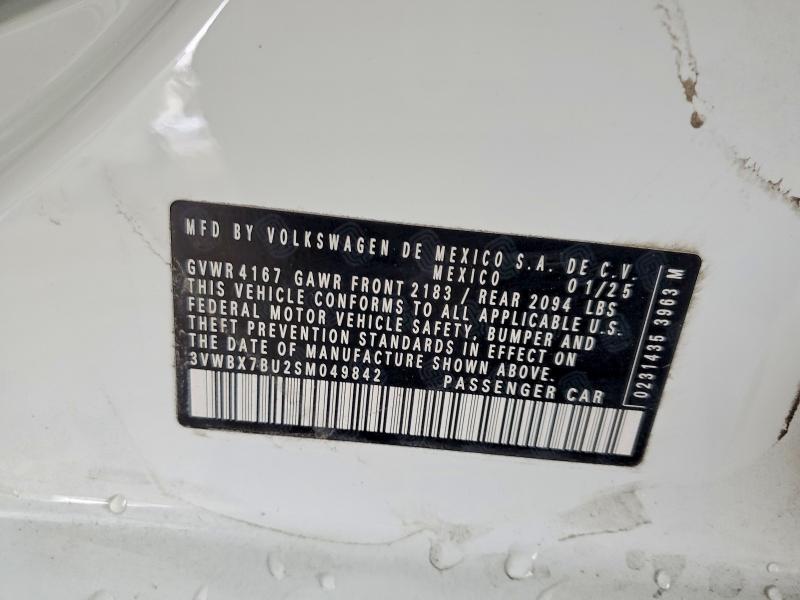 MFD BY VOLKSWAGEN DE MEXICO S.A. DE C.V.
MEXICO 01/25
GVWR 4167 GAWR FRONT 2183 / REAR 2094 LBS
THIS VEHICLE CONFORMS TO ALL APPLICABLE U.S.
FEDERAL MOTOR VEHICLE SAFETY, BUMPER AND
THEFT PREVENTION STANDARDS IN EFFECT ON
THE DATE OF MANUFACTURE SHOWN ABOVE.
3VWBX7BU2SM049842 PASSENGER CAR
0231435 3963 M